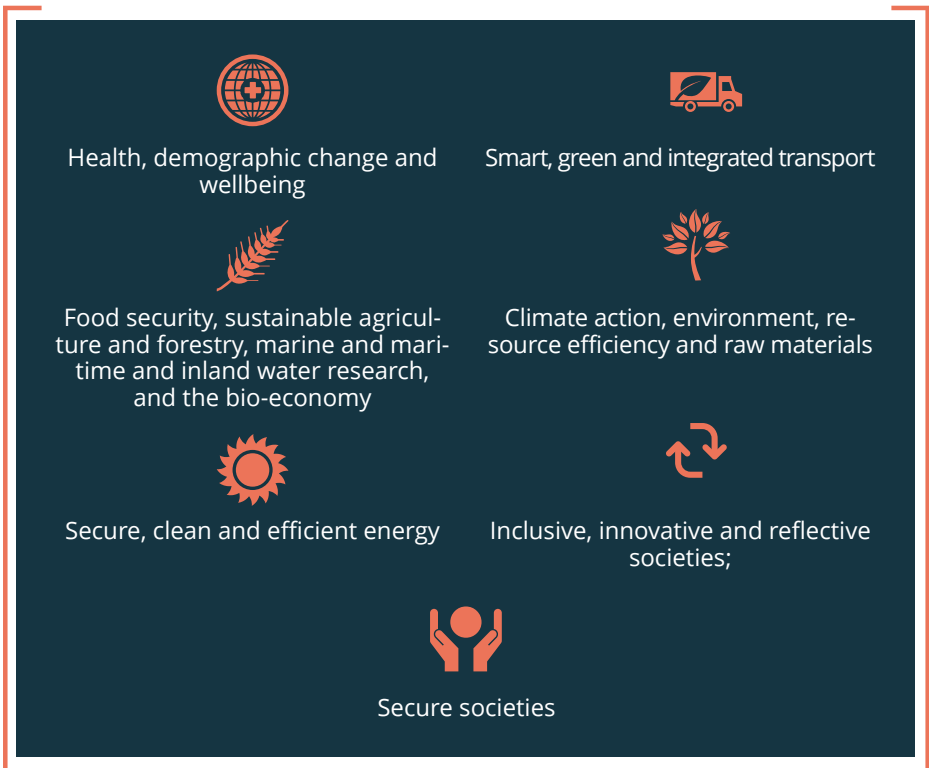 Health, demographic change and
wellbeing
Smart, green and integrated transport
Food security, sustainable agricul-
ture and forestry, marine and mari-
time and inland water research,
and the bio-economy
Climate action, environment, re-
source efficiency and raw materials
Secure, clean and efficient energy
Inclusive, innovative and reflective
societies;
Secure societies